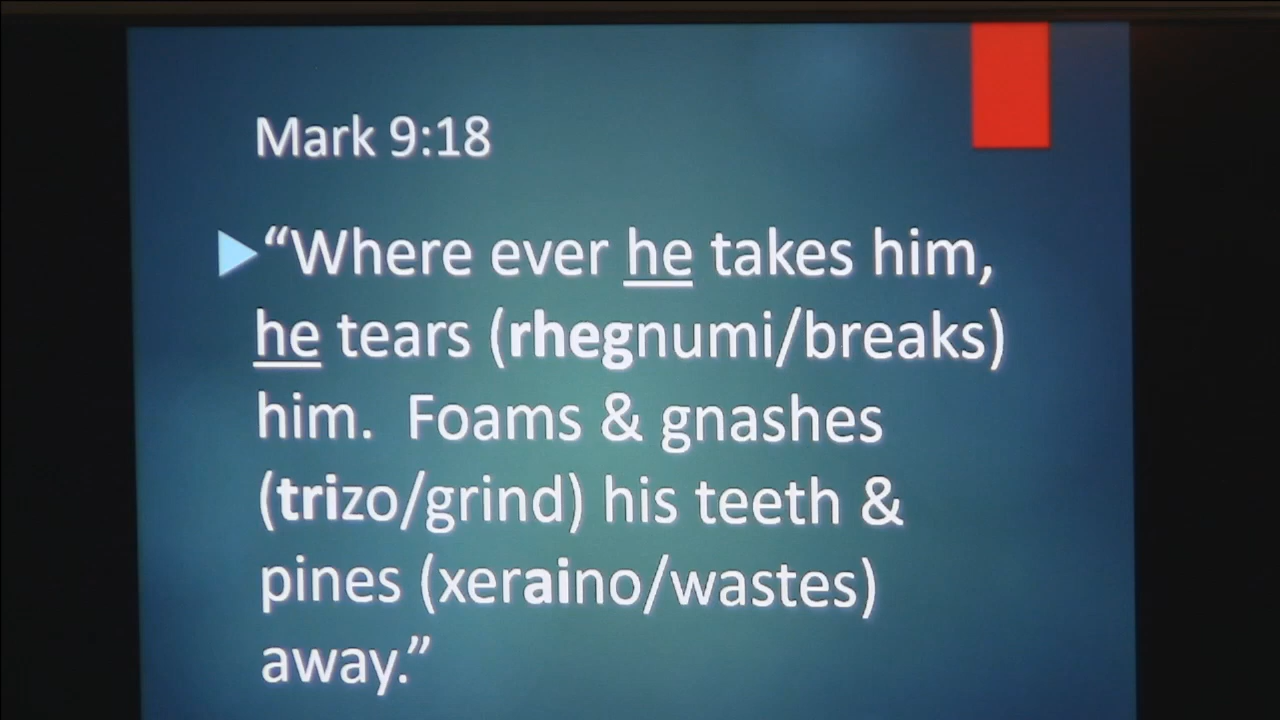 Mark 9:18
“Where ever he takes him,
he tears (rhegnumi/breaks)
him. Foams & gnashes
(trizo/grind) his teeth &
pines (xeraino/wastes)
away.”